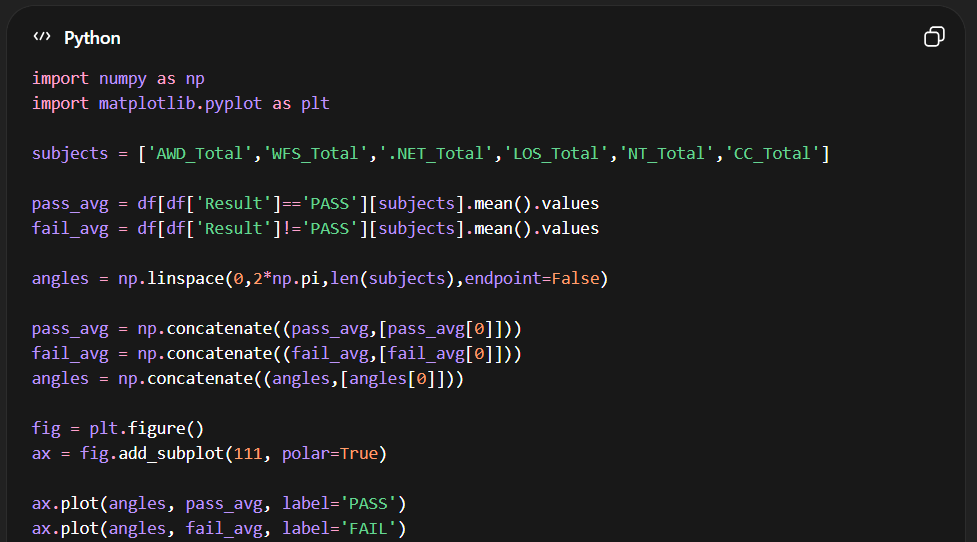 Python
import numpy as np
import matplotlib.pyplot as plt
subjects = ['AWD_Total','WFS_Total','.NET_Total','LOS_Total','NT_Total','CC_Total']
pass_avg = df[df['Result']=='PASS'][subjects].mean().values
fail_avg = df[df['Result']!='PASS'][subjects].mean().values
angles = np.linspace(0,2*np.pi,len(subjects),endpoint=False)
pass_avg = np.concatenate((pass_avg,[pass_avg[0]]))
fail_avg = np.concatenate((fail_avg,[fail_avg[0]]))
angles = np.concatenate((angles,[angles[0]]))
fig = plt.figure()
ax = fig.add_subplot(111, polar=True)
ax.plot(angles, pass_avg, label='PASS')
ax.plot(angles, fail_avg, label='FAIL')